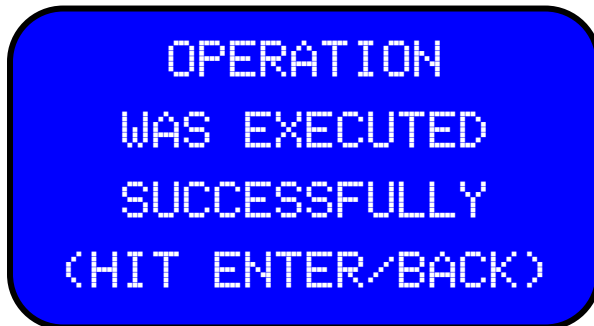 OPERATION
WAS EXECUTED
SUCCESSFULLY
(HIT ENTER/BACK)